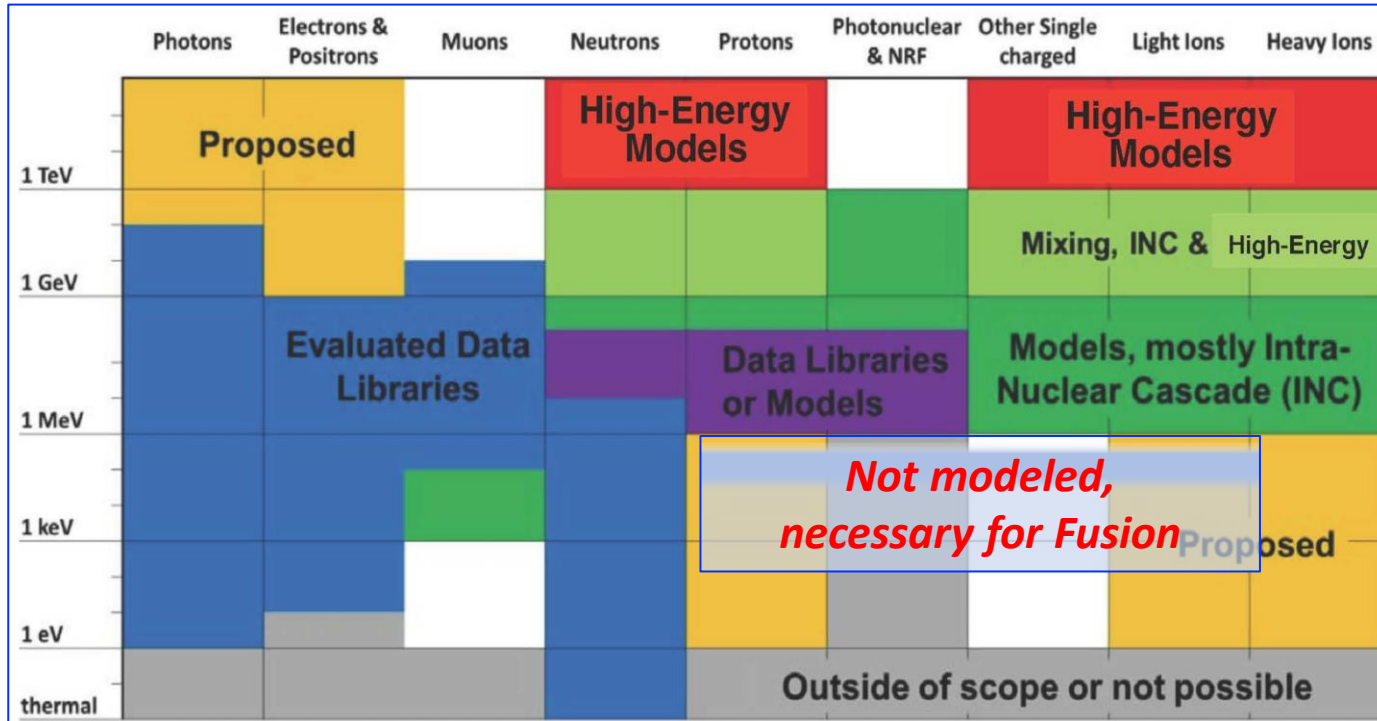 Photons
Electrons &
Positrons
Muons
Neutrons
Protons
Photonuclear
& NRF
Other Single
charged
Light Ions
Heavy Ions
Proposed
High-Energy
Models
High-Energy
Models
1 TeV
Mixing, INC & High-Energy
1 GeV
Evaluated Data
Libraries
Data Libraries
or Models
Models, mostly Intra-
Nuclear Cascade (INC)
1 MeV
Not modeled,
necessary for Fusion
1 keV
Proposed
1 eV
Outside of scope or not possible
thermal